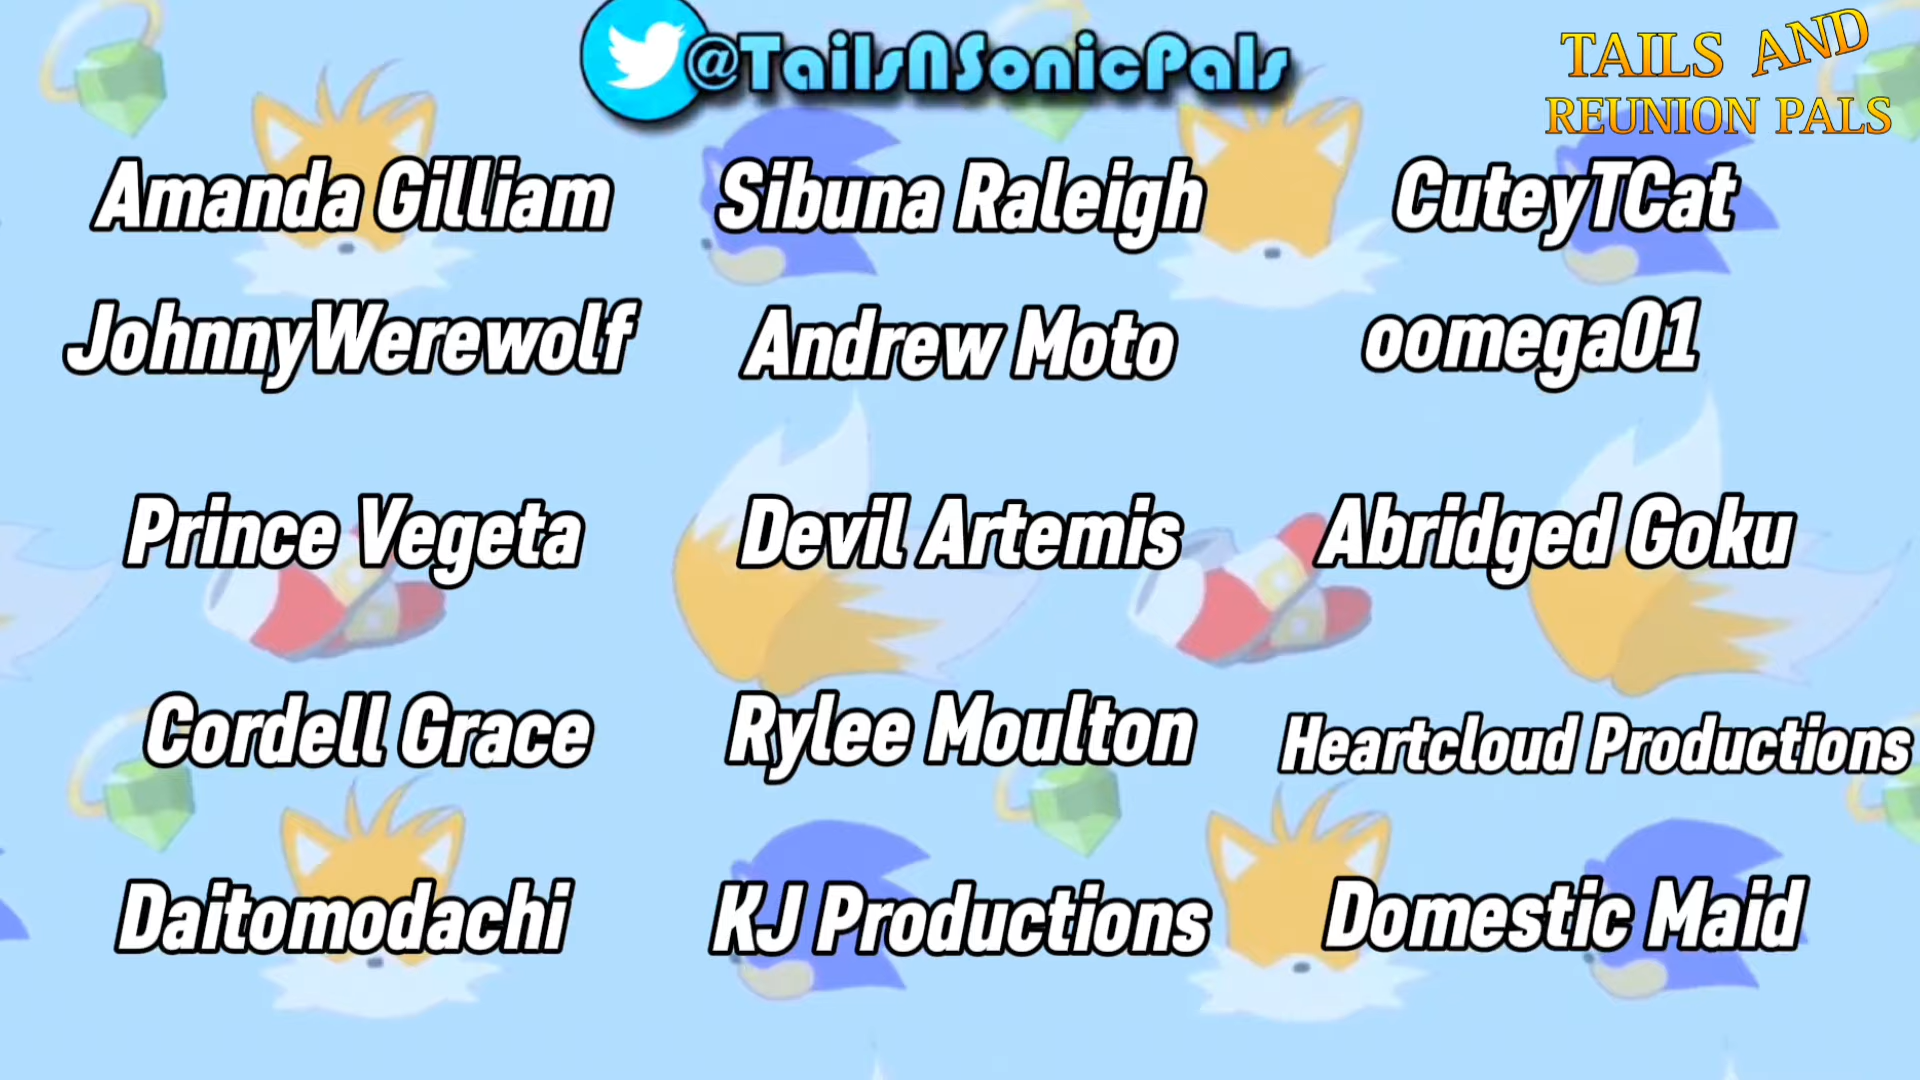 @TailsNSonicPals
TAILS AND
REUNION PALS
Amanda Gilliam
Sibuna Raleigh
CuteyTCat
JohnnyWerewolf
Andrew Moto
oomega01
Prince Vegeta
Devil Artemis
Abridged Goku
Cordell Grace
Rylee Moulton
Heartcloud Productions
Daitomodachi
KJ Productions
Domestic Maid